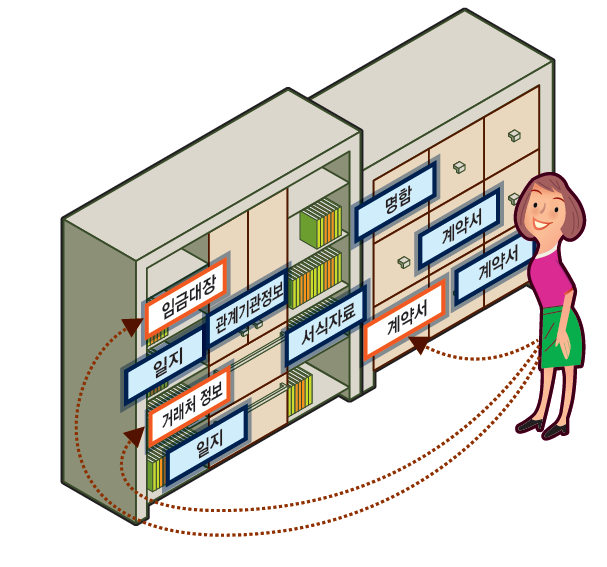 명함
계약서
계약서
임금대장
관계기관정보
서식자료
계약서
일지
거래처 정보
일지